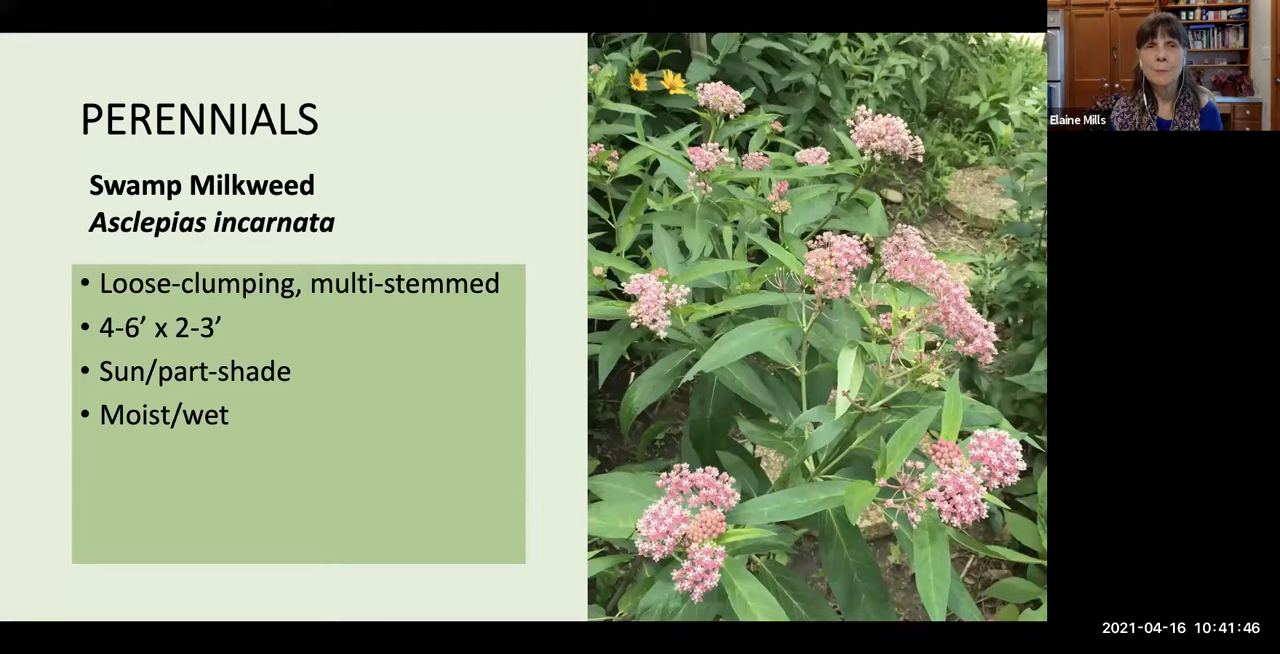 PERENNIALS
Swamp Milkweed
Asclepias incarnata
• Loose-clumping, multi-stemmed
• 4-6’ x 2-3’
• Sun/part-shade
• Moist/wet
Elaine Mills
2021-04-16 10:41:46